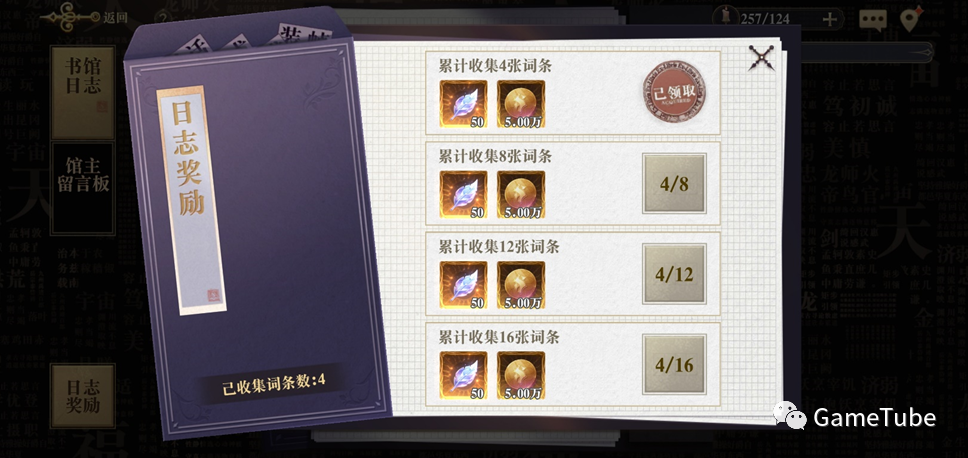 返回
257/124
书馆
日志
馆主
留言板
日志
奖励
日志奖励
已收集词条数:4
累计收集4张词条
50
5.00万
已领取
累计收集8张词条
50
5.00万
4/8
累计收集12张词条
50
5.00万
4/12
累计收集16张词条
50
5.00万
4/16
GameTube